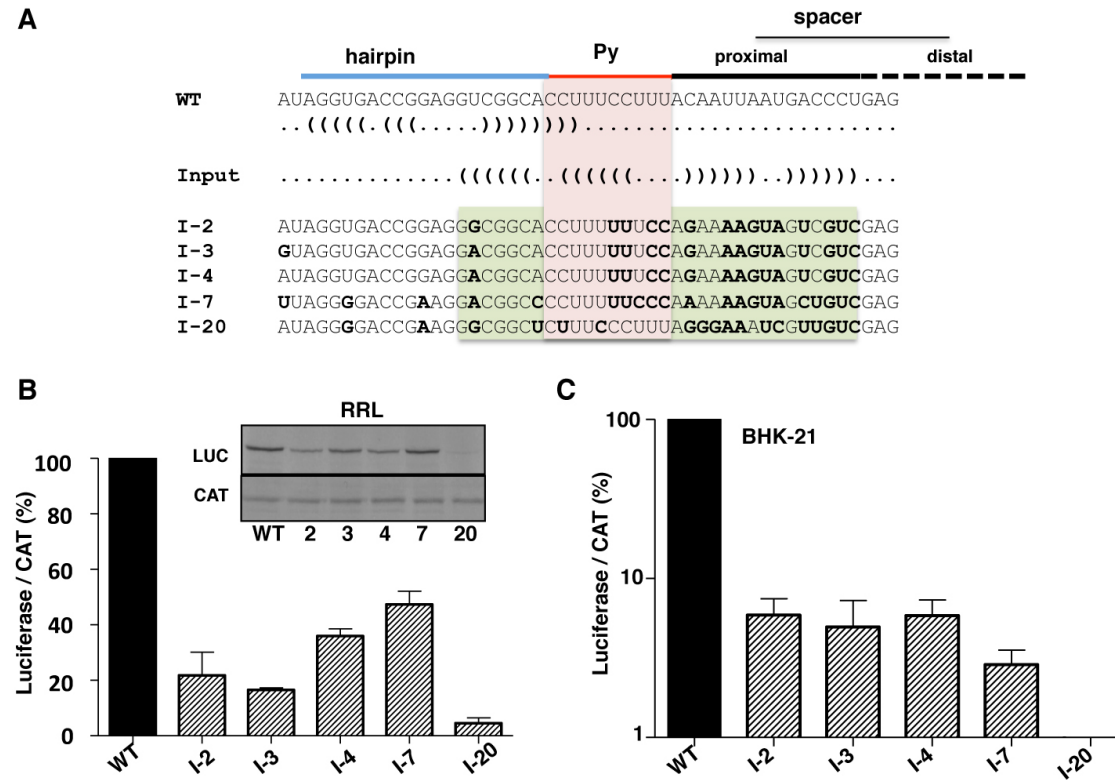 A
spacer
hairpin Py proximal distal
WT AUAGGUGACCGGAGGUCGGCACCUUUCCUUUACAAUUAAUGACCCUGAG
..(((((.(((.....)))))))).........................
Input ..............((((((..((((((....))))))..))))))...
I-2 AUAGGUGACCGGAGGGCGGCACCUUUUUUCCAGAAAAGUAGUCGUCGAG
I-3 GUAGGUGACCGGAGGACGGCACCUUUUUUCCAGAAAAGUAGUCGUCGAG
I-4 AUAGGUGACCGGAGGACGGCACCUUUUUUCCAGAAAAGUAGUCGUCGAG
I-7 UUAGGGGACCGAAGGACGGCCCCUUUUUCCCAAAAAAGUAGCUGUCGAG
I-20 AUAGGGGACCGAAGGGCGGCUCUUUCCCUUUAGGGAAAUCGUUGUCGAG
B
RRL
LUC
CAT
WT 2 3 4 7 20
Luciferase / CAT (%)
100
80
60
40
20
0
WT I-2 I-3 I-4 I-7 I-20
C
BHK-21
Luciferase / CAT (%)
100
10
1
WT I-2 I-3 I-4 I-7 I-20